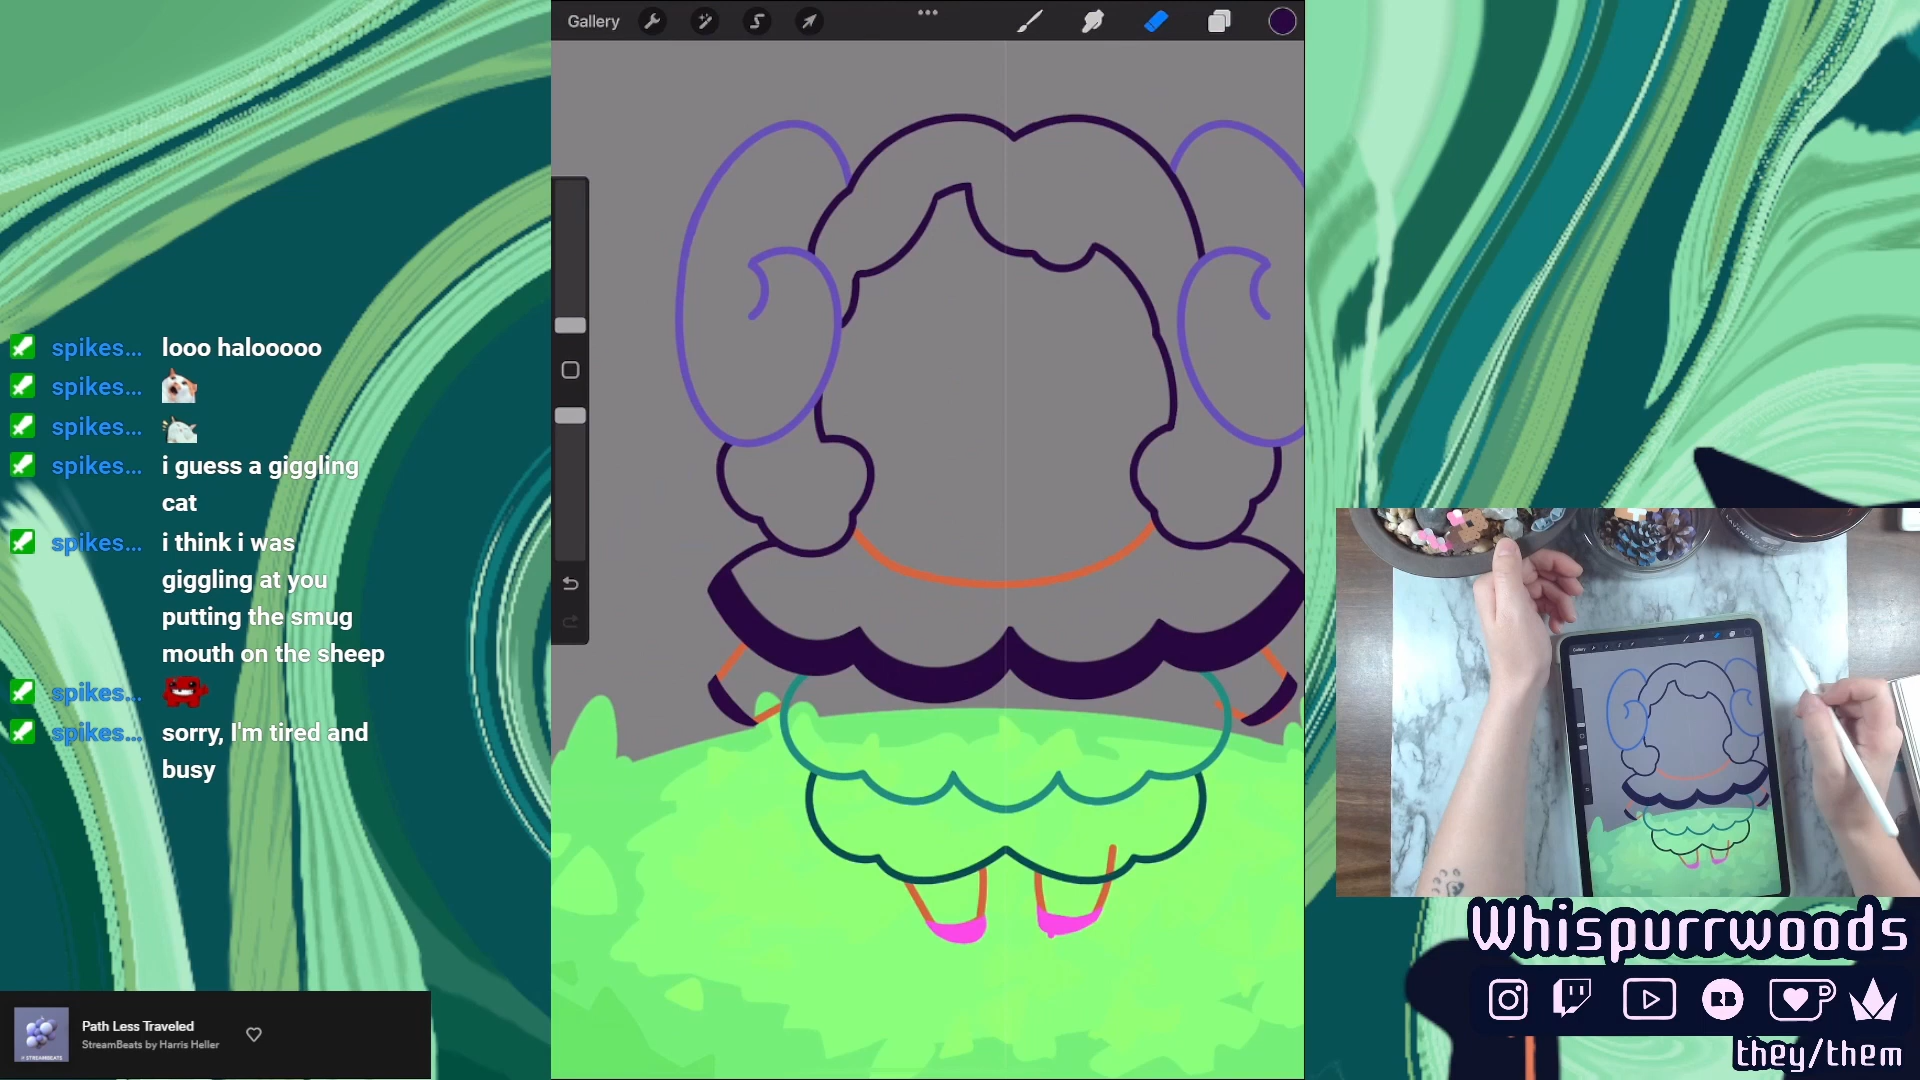 Gallery
spikes... looo halooooo
spikes...
spikes...
spikes... i guess a giggling
cat
spikes... i think i was
giggling at you
putting the smug
mouth on the sheep
spikes...
spikes... sorry, I'm tired and
busy
Path Less Traveled
StreamBeats by Harris Heller
Whispurrwoods
they/them